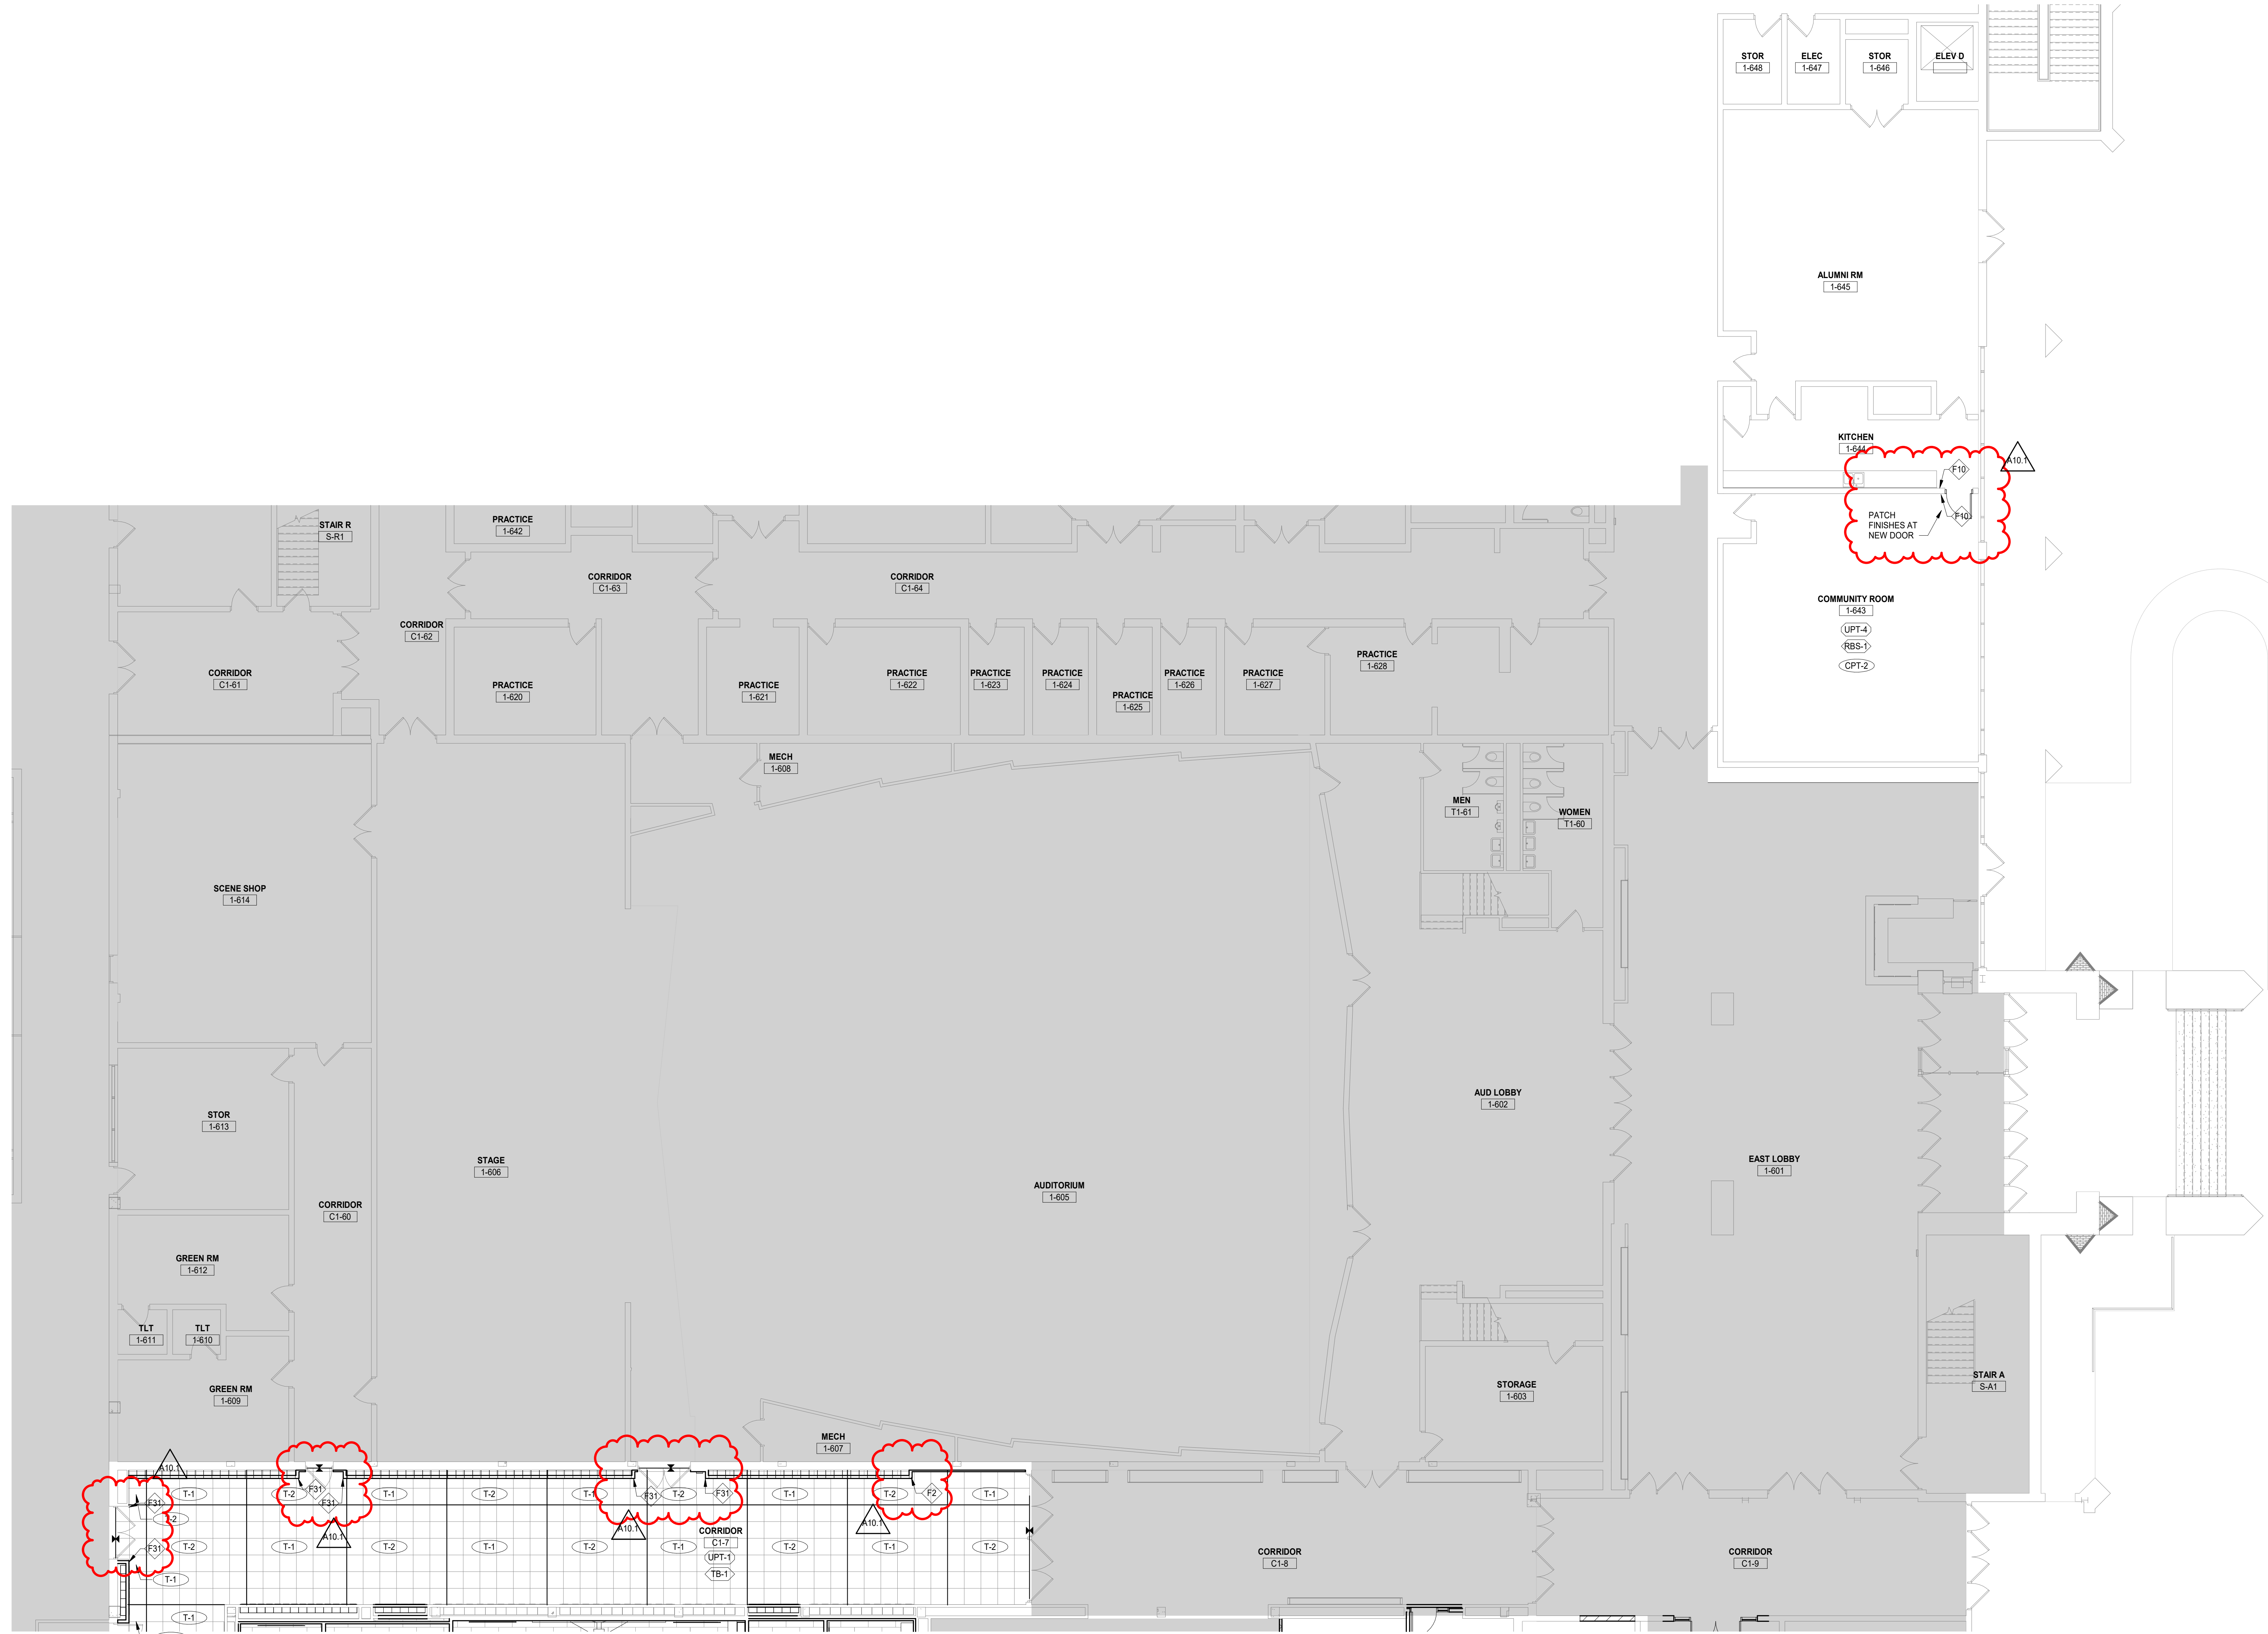 STOR
1-648
ELEC
1-647
STOR
1-646
ELEV D
ALUMNI RM
1-645
KITCHEN
1-644
A10.1
F10
F10
PATCH
FINISHES AT
NEW DOOR
STAIR R
S-R1
PRACTICE
1-642
CORRIDOR
C1-63
CORRIDOR
C1-64
CORRIDOR
C1-62
COMMUNITY ROOM
1-643
UPT-4
RBS-1
CPT-2
CORRIDOR
C1-61
PRACTICE
1-620
PRACTICE
1-621
PRACTICE
1-622
PRACTICE
1-623
PRACTICE
1-624
PRACTICE
1-625
PRACTICE
1-626
PRACTICE
1-627
PRACTICE
1-628
MECH
1-608
MEN
T1-61
WOMEN
T1-60
SCENE SHOP
1-614
STOR
1-613
STAGE
1-606
AUDITORIUM
1-605
AUD LOBBY
1-602
EAST LOBBY
1-601
CORRIDOR
C1-60
GREEN RM
1-612
TLT
1-611
TLT
1-610
GREEN RM
1-609
STORAGE
1-603
STAIR A
S-A1
MECH
1-607
A10.1
F31
T-1
T-2
F31
F31
T-1
T-2
T-1
F31
T-2
F31
T-1
T-2
F2
T-1
T-2
A10.1
A10.1
A10.1
F31
T-2
T-1
T-2
T-1
T-2
T-1
T-2
T-1
T-2
CORRIDOR
C1-7
UPT-1
TB-1
T-1
T-1
CORRIDOR
C1-8
CORRIDOR
C1-9